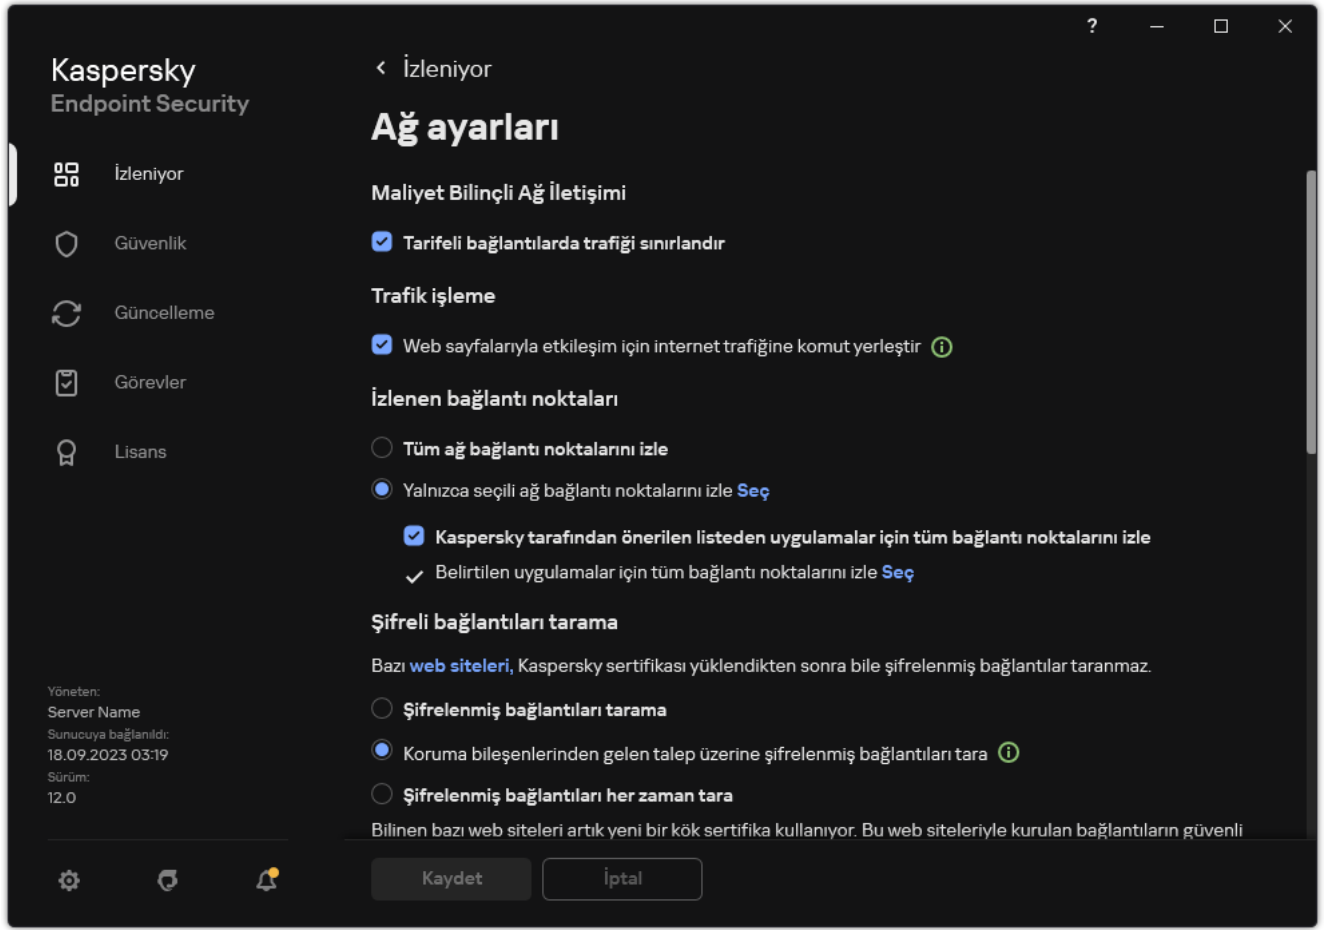 ?
Kaspersky
Endpoint Security
İzleniyor
Güvenlik
Güncelleme
Görevler
Lisans
Yöneten:
Server Name
Sunucuya bağlanıldı:
18.09.2023 03:19
Sürüm:
12.0
İzleniyor
Ağ ayarları
Maliyet Bilinçli Ağ İletişimi
Tarifeli bağlantılarda trafiği sınırlandır
Trafik işleme
Web sayfalarıyla etkileşim için internet trafiğine komut yerleştir
İzlenen bağlantı noktaları
Tüm ağ bağlantı noktalarını izle
Yalnızca seçili ağ bağlantı noktalarını izle Seç
Kaspersky tarafından önerilen listeden uygulamalar için tüm bağlantı noktalarını izle
Belirtilen uygulamalar için tüm bağlantı noktalarını izle Seç
Şifreli bağlantıları tarama
Bazı web siteleri, Kaspersky sertifikası yüklendikten sonra bile şifrelenmiş bağlantılar taranmaz.
Şifrelenmiş bağlantıları tarama
Koruma bileşenlerinden gelen talep üzerine şifrelenmiş bağlantıları tara
Şifrelenmiş bağlantıları her zaman tara
Bilinen bazı web siteleri artık yeni bir kök sertifika kullanıyor. Bu web siteleriyle kurulan bağlantıların güvenli
Kaydet
İptal